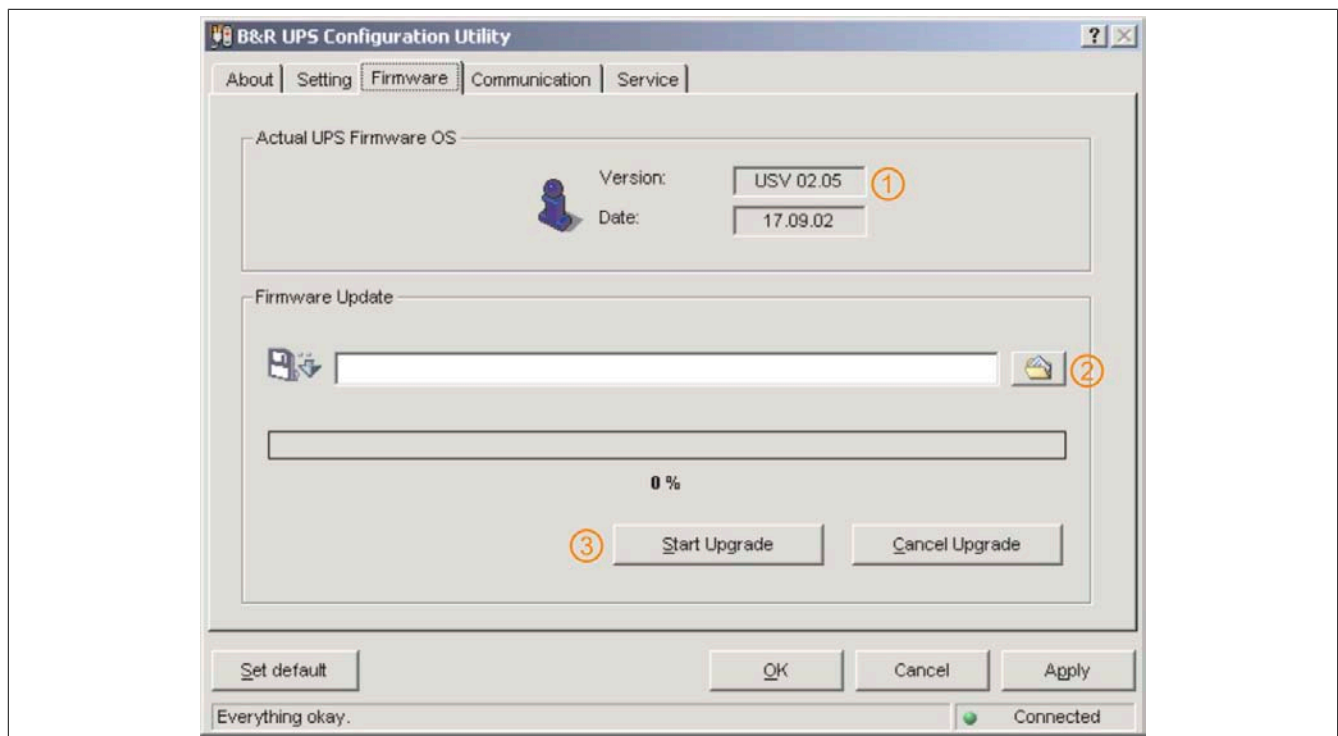 B&R UPS Configuration Utility
?
About Setting Firmware Communication Service
Actual UPS Firmware OS
Version: USV 02.05 1
Date: 17.09.02
Firmware Update
2
0 %
3 Start Upgrade Cancel Upgrade
Set default OK Cancel Apply
Everything okay. Connected